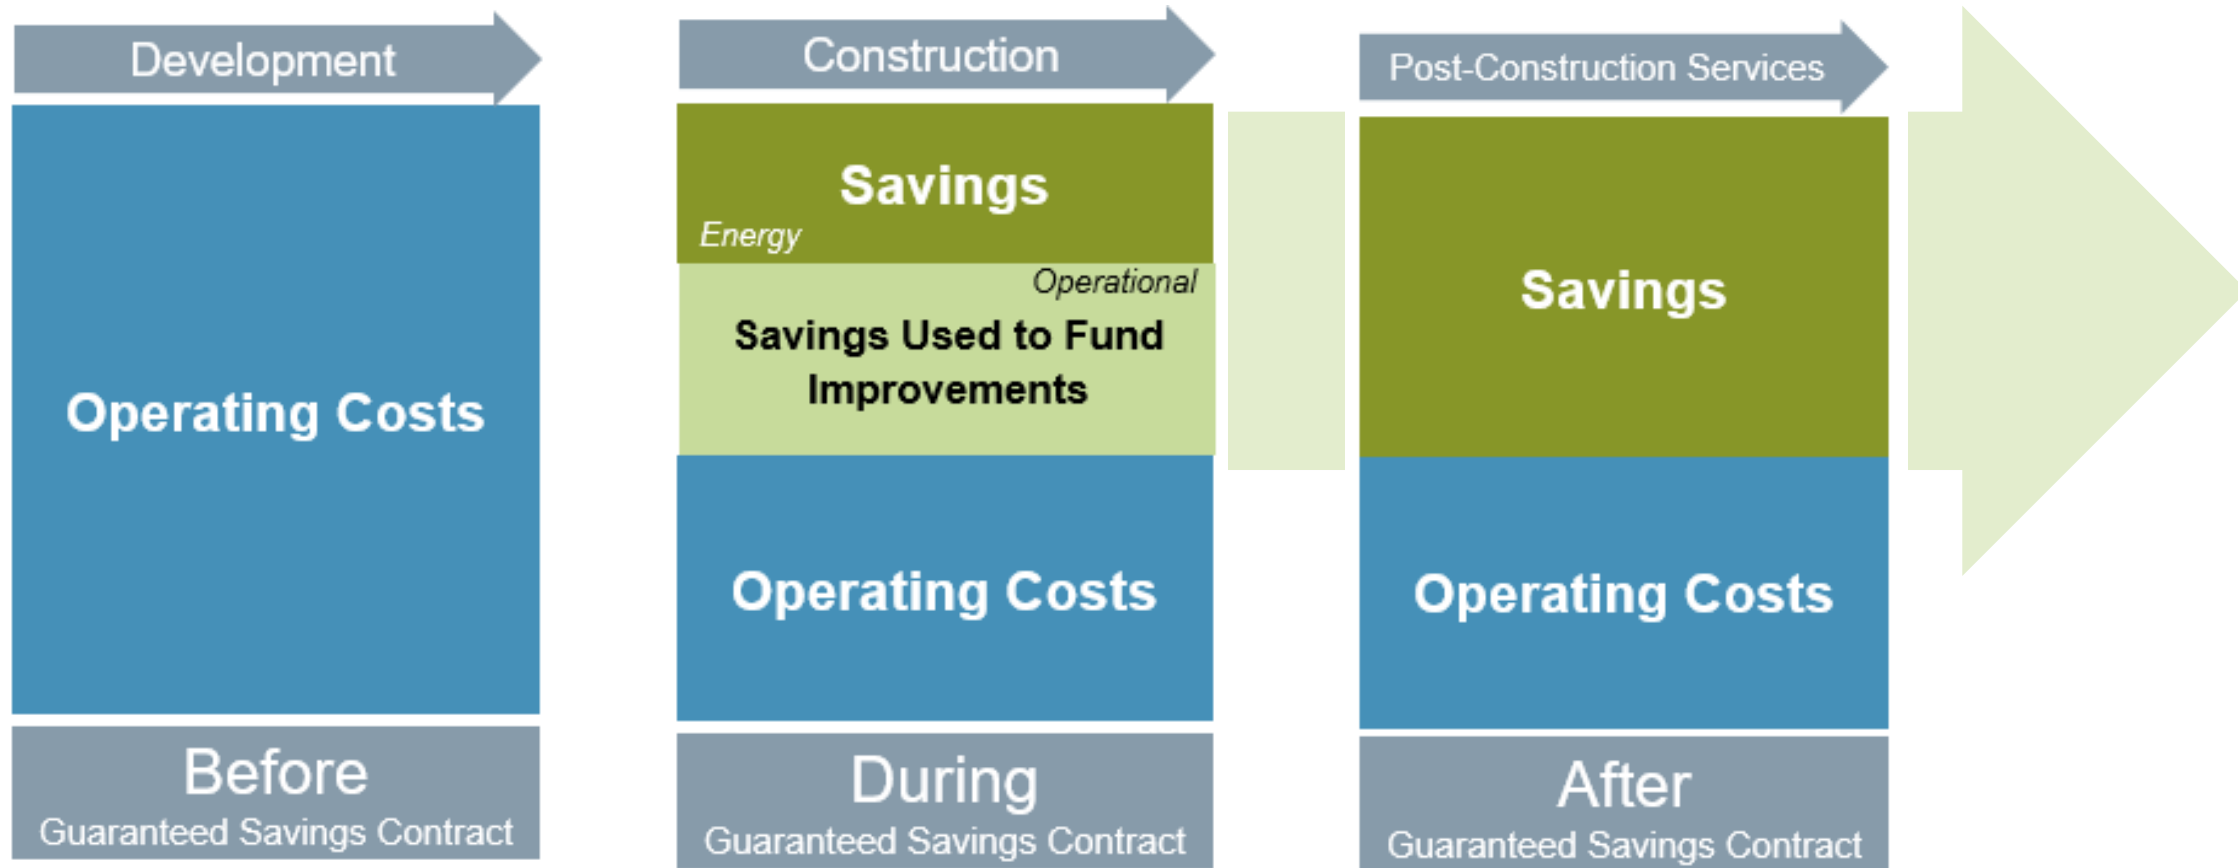 Development
Operating Costs
Before
Guaranteed Savings Contract
Construction
Savings
Energy
Operational
Savings Used to Fund
Improvements
Operating Costs
During
Guaranteed Savings Contract
Post-Construction Services
Savings
Operating Costs
After
Guaranteed Savings Contract